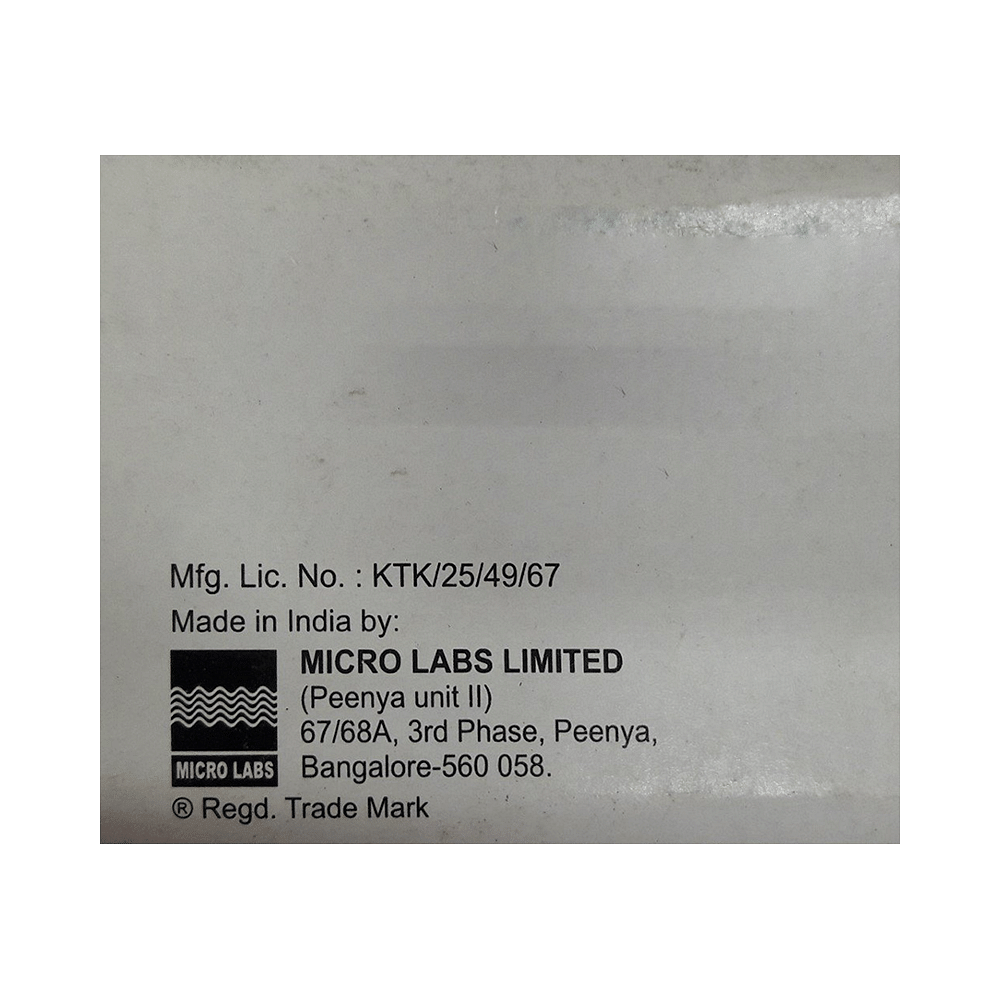 Mfg. Lic. No. : KTK/25/49/67
Made in India by:
MICRO LABS LIMITED
(Peenya unit II)
67/68A, 3rd Phase, Peenya,
Bangalore-560 058.
MICRO LABS
® Regd. Trade Mark